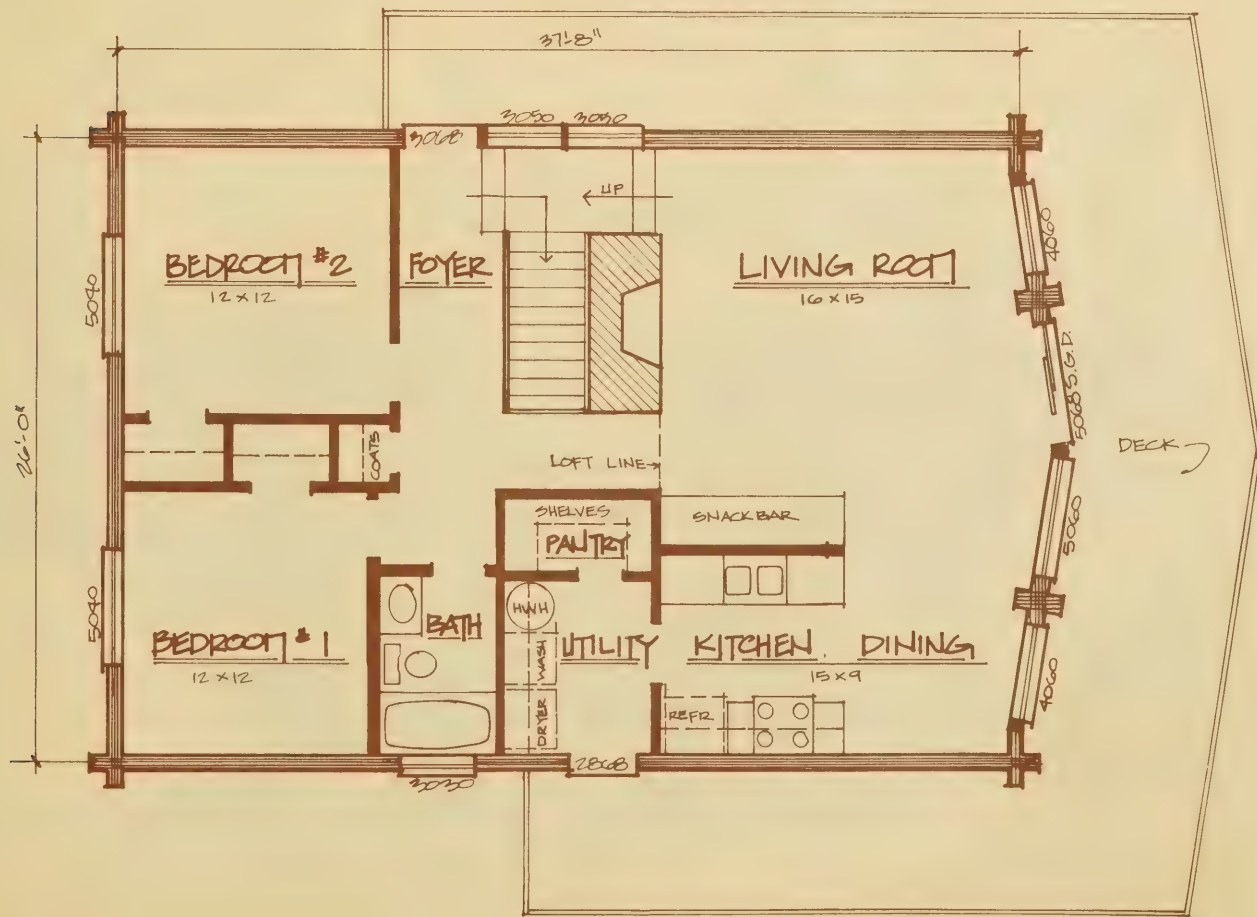 37'-8"
3050 3050
3068
UP
BEDROOM #2
12 x 12
FOYER
LIVING ROOM
16 x 15
4060
5040
5068 S.G.D.
26'-0"
COATS
LOFT LINE
DECK
SHELVES
SNACK BAR
PANTRY
5060
5040
HWH
BATH
BEDROOM #1
12 x 12
WASH
UTILITY
KITCHEN. DINING
15 x 9
4060
DRYER
REFR.
2868
3030